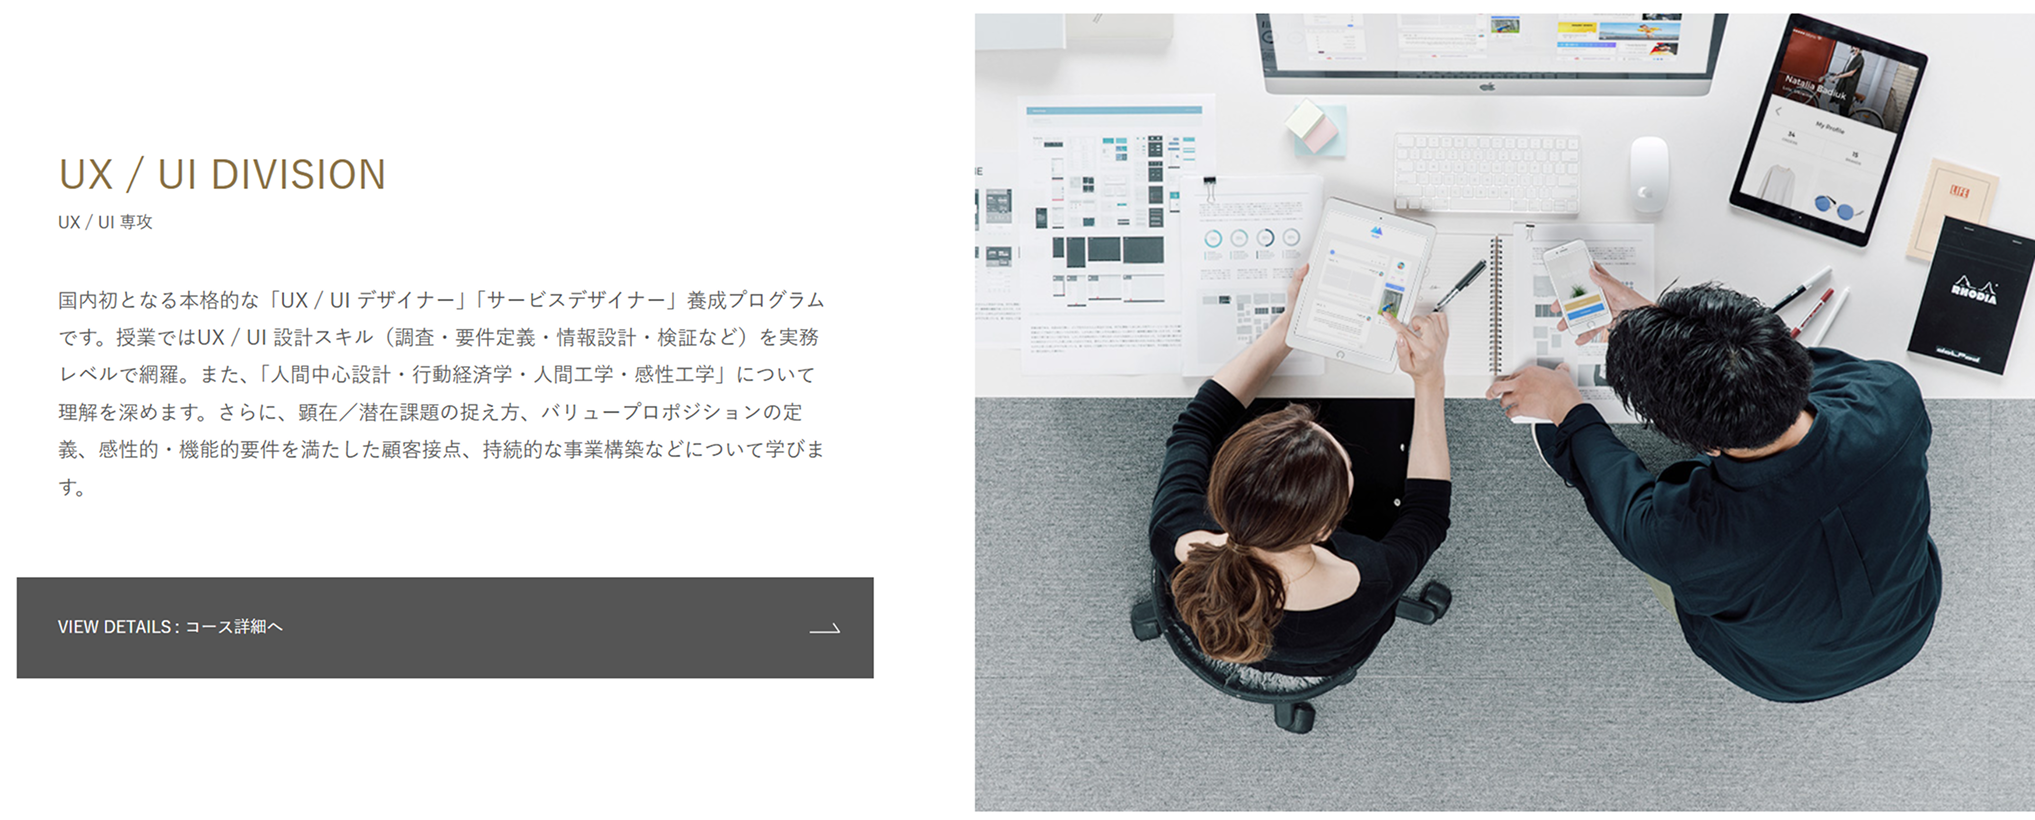 UX / UI DIVISION
UX / UI 専攻
国内初となる本格的な「UX / UI デザイナー」「サービスデザイナー」養成プログラム
です。授業ではUX / UI 設計スキル（調査・要件定義・情報設計・検証など）を実務
レベルで網羅。また、「人間中心設計・行動経済学・人間工学・感性工学」について
理解を深めます。さらに、顕在／潜在課題の捉え方、バリュープロポジションの定
義、感性的・機能的要件を満たした顧客接点、持続的な事業構築などについて学びま
す。
VIEW DETAILS : コース詳細へ
Natalia Badiuk
My Profile
34
15
LIFE
RHODIA